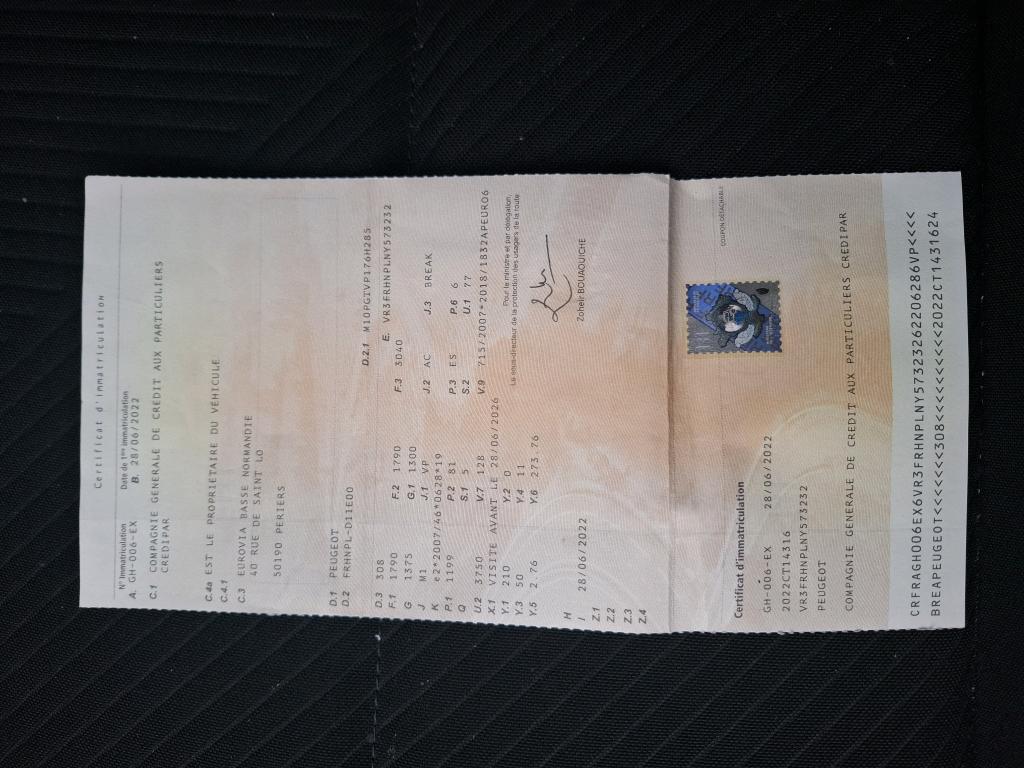 Certificat d'immatriculation
N° Immatriculation Date de 1ère immatriculation
A. GH-006-EX B. 28/06/2022
C.1 COMPAGNIE GENERALE DE CREDIT AUX PARTICULIERS
CREDIPAR
C.4a EST LE PROPRIÉTAIRE DU VÉHICULE
C.4.1
C.3 EUROVIA BASSE NORMANDIE
40 RUE DE SAINT LO
50190 PERIERS
D.1 PEUGEOT
D.2 FRHNPL-D11E00
D.2.1 M10PGTVP176H285
D.3 308 E. VR3FRHNPLNY573232
F.1 1790 F.2 1790 F.3 3040
G 1375 G.1 1300
J M1 J.1 VP J.2 AC J.3 BREAK
K e2*2007/46*0628*19
P.1 1199 P.2 81 P.3 ES P.6 6
Q S.1 5 S.2 U.1 77
U.2 3750 V.7 128 V.9 715/2007*2018/1832APEURO6
X.1 VISITE AVANT LE 28/06/2026
Y.1 210 Y.2 0
Y.3 50 Y.4 11
Y.5 2.76 Y.6 273.76
Pour le ministre et par délégation,
Le sous-directeur de la protection des usagers de la route
H
I 28/06/2022
Z.1
Z.2
Z.3
Z.4
Zoheir BOUAOUICHE
COUPON DÉTACHABLE
Certificat d'immatriculation
GH-006-EX 28/06/2022
2022CT14316
VR3FRHNPLNY573232
PEUGEOT
COMPAGNIE GENERALE DE CREDIT AUX PARTICULIERS CREDIPAR
CRFRAGH006EX6VR3FRHNPLNY57323262206286VP<<<<
BREAPEUGEOT<<<<<<308<<<<<<<<<<2022CT1431624